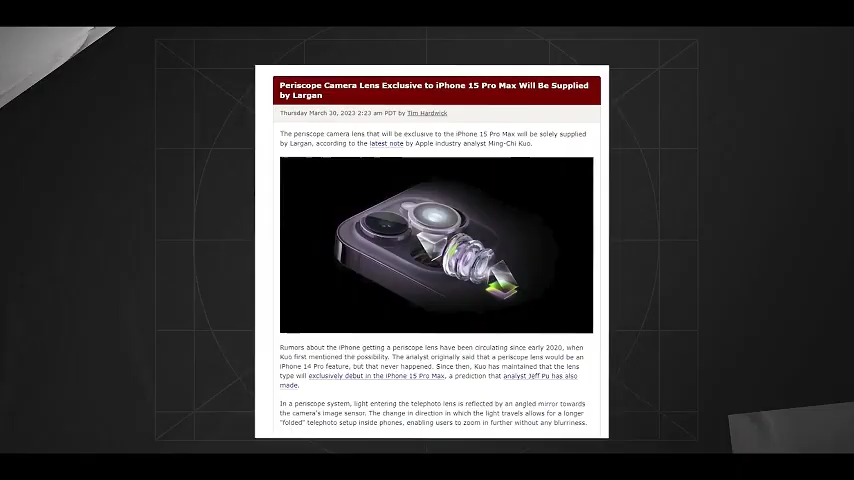 Periscope Camera Lens Exclusive to iPhone 15 Pro Max Will Be Supplied
by Largan
Thursday March 30, 2023 2:23 am PDT by Tim Hardwick
The periscope camera lens that will be exclusive to the iPhone 15 Pro Max will be solely supplied
by Largan, according to the latest note by Apple industry analyst Ming-Chi Kuo.
Rumors about the iPhone getting a periscope lens have been circulating since early 2020, when
Kuo first mentioned the possibility. The analyst originally said that a periscope lens would be an
iPhone 14 Pro feature, but that never happened. Since then, Kuo has maintained that the lens
type will exclusively debut in the iPhone 15 Pro Max, a prediction that analyst Jeff Pu has also
made.
In a periscope system, light entering the telephoto lens is reflected by an angled mirror towards
the camera's image sensor. The change in direction in which the light travels allows for a longer
"folded" telephoto setup inside phones, enabling users to zoom in further without any blurriness.